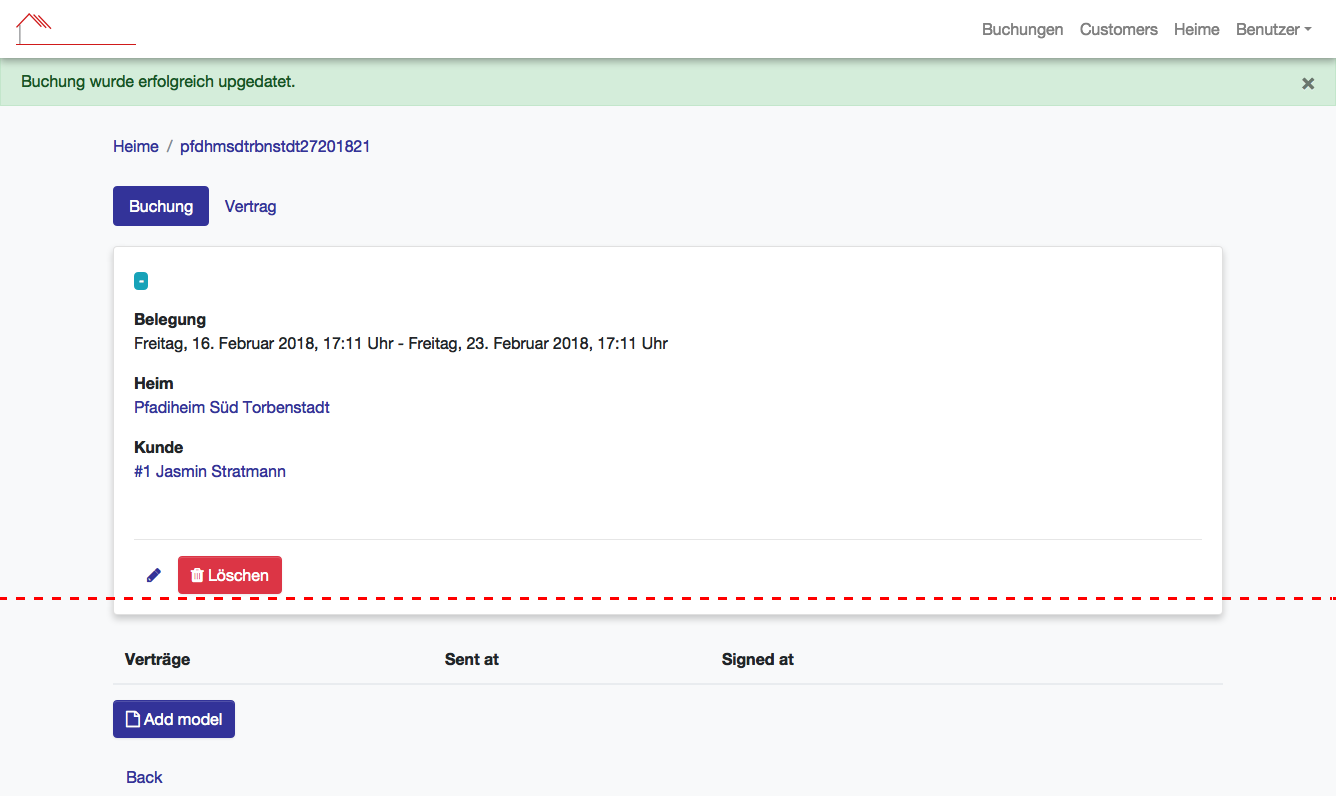 Buchungen Customers Heime Benutzer
Buchung wurde erfolgreich upgedatet. ×
Heime / pfdhmsdtrbnstdt27201821
Buchung Vertrag
-
Belegung
Freitag, 16. Februar 2018, 17:11 Uhr - Freitag, 23. Februar 2018, 17:11 Uhr
Heim
Pfadiheim Süd Torbenstadt
Kunde
#1 Jasmin Stratmann
Löschen
Verträge Sent at Signed at
Add model
Back